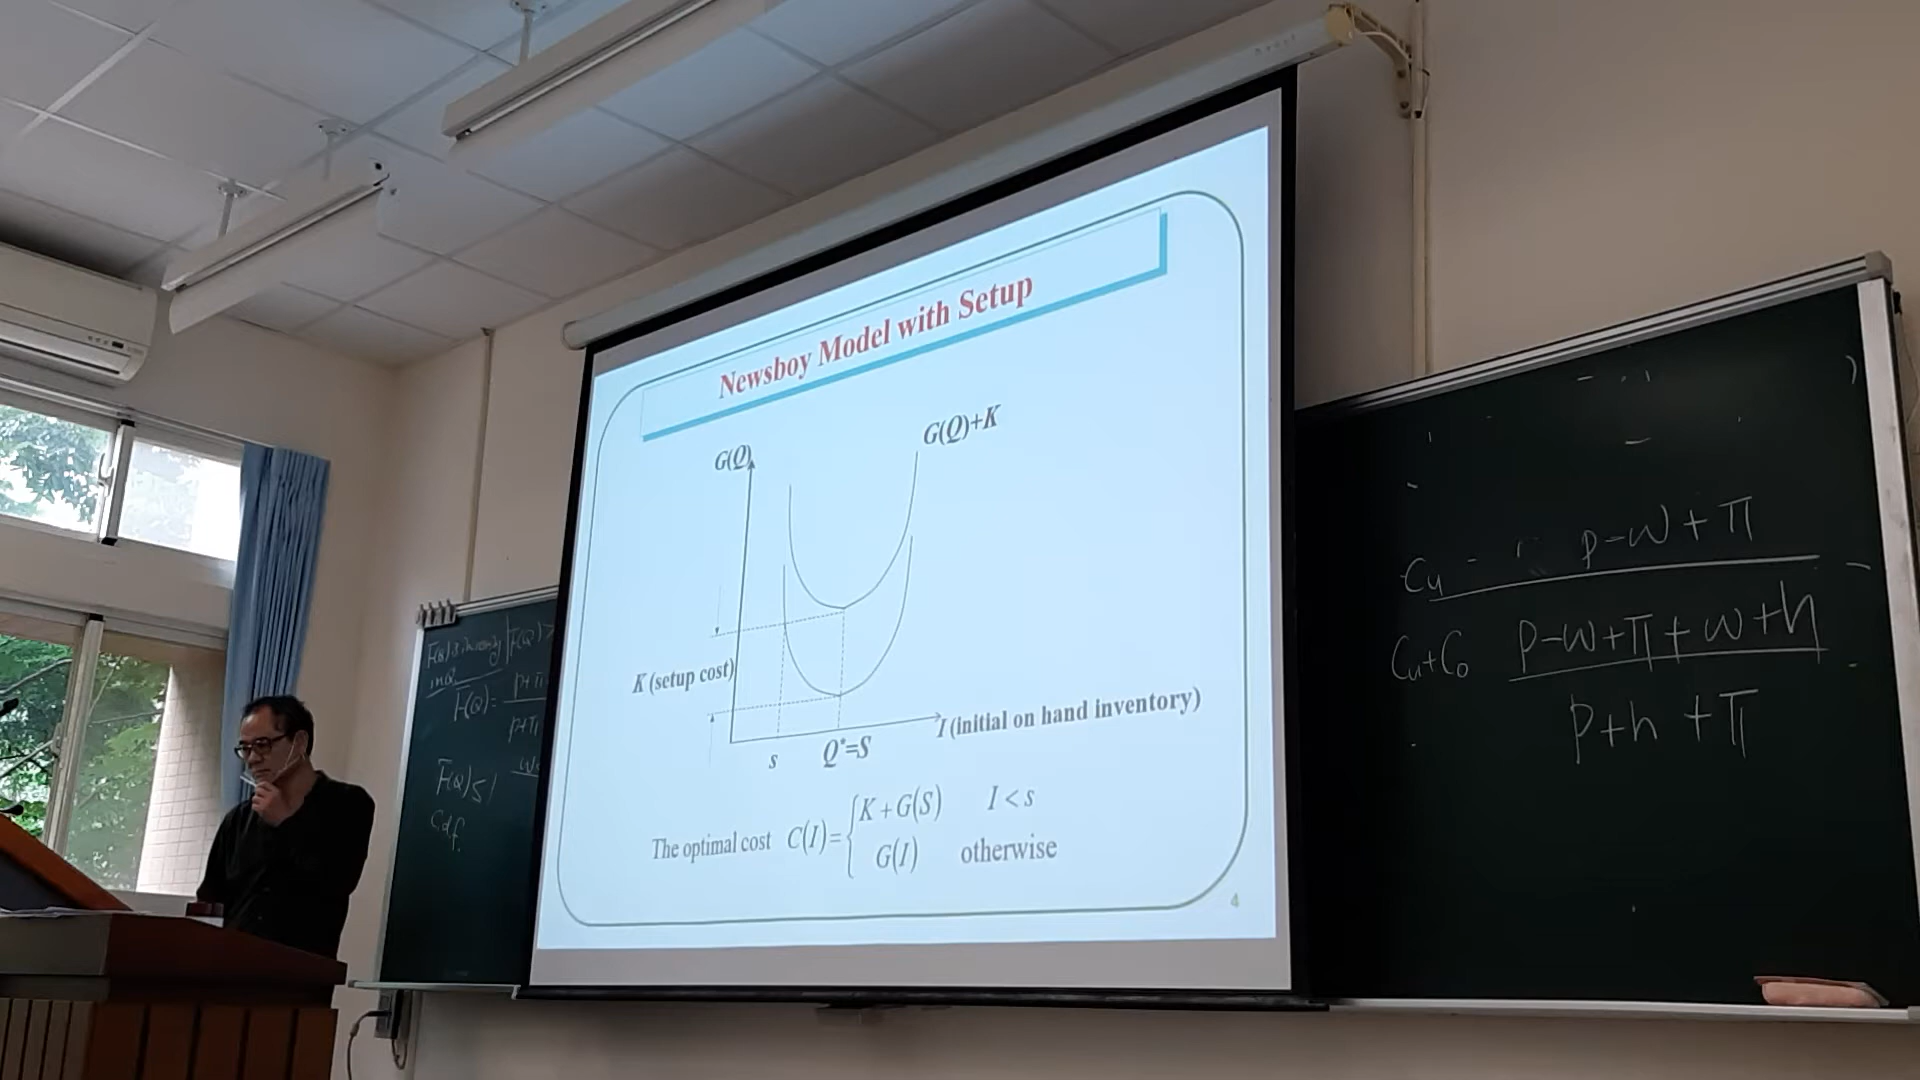 Newsboy Model with Setup
G(Q)
G(Q)+K
K (setup cost)
I (initial on hand inventory)
s
Q*=S
The optimal cost C(I)= { K+G(S) I<s
G(I) otherwise
4
F(Q)
in Q
F(Q)= p+π
p+π
F(Q)≤1
cdf
Cu p-w+π
Cu+Co p-w+π+w+h
p+h+π